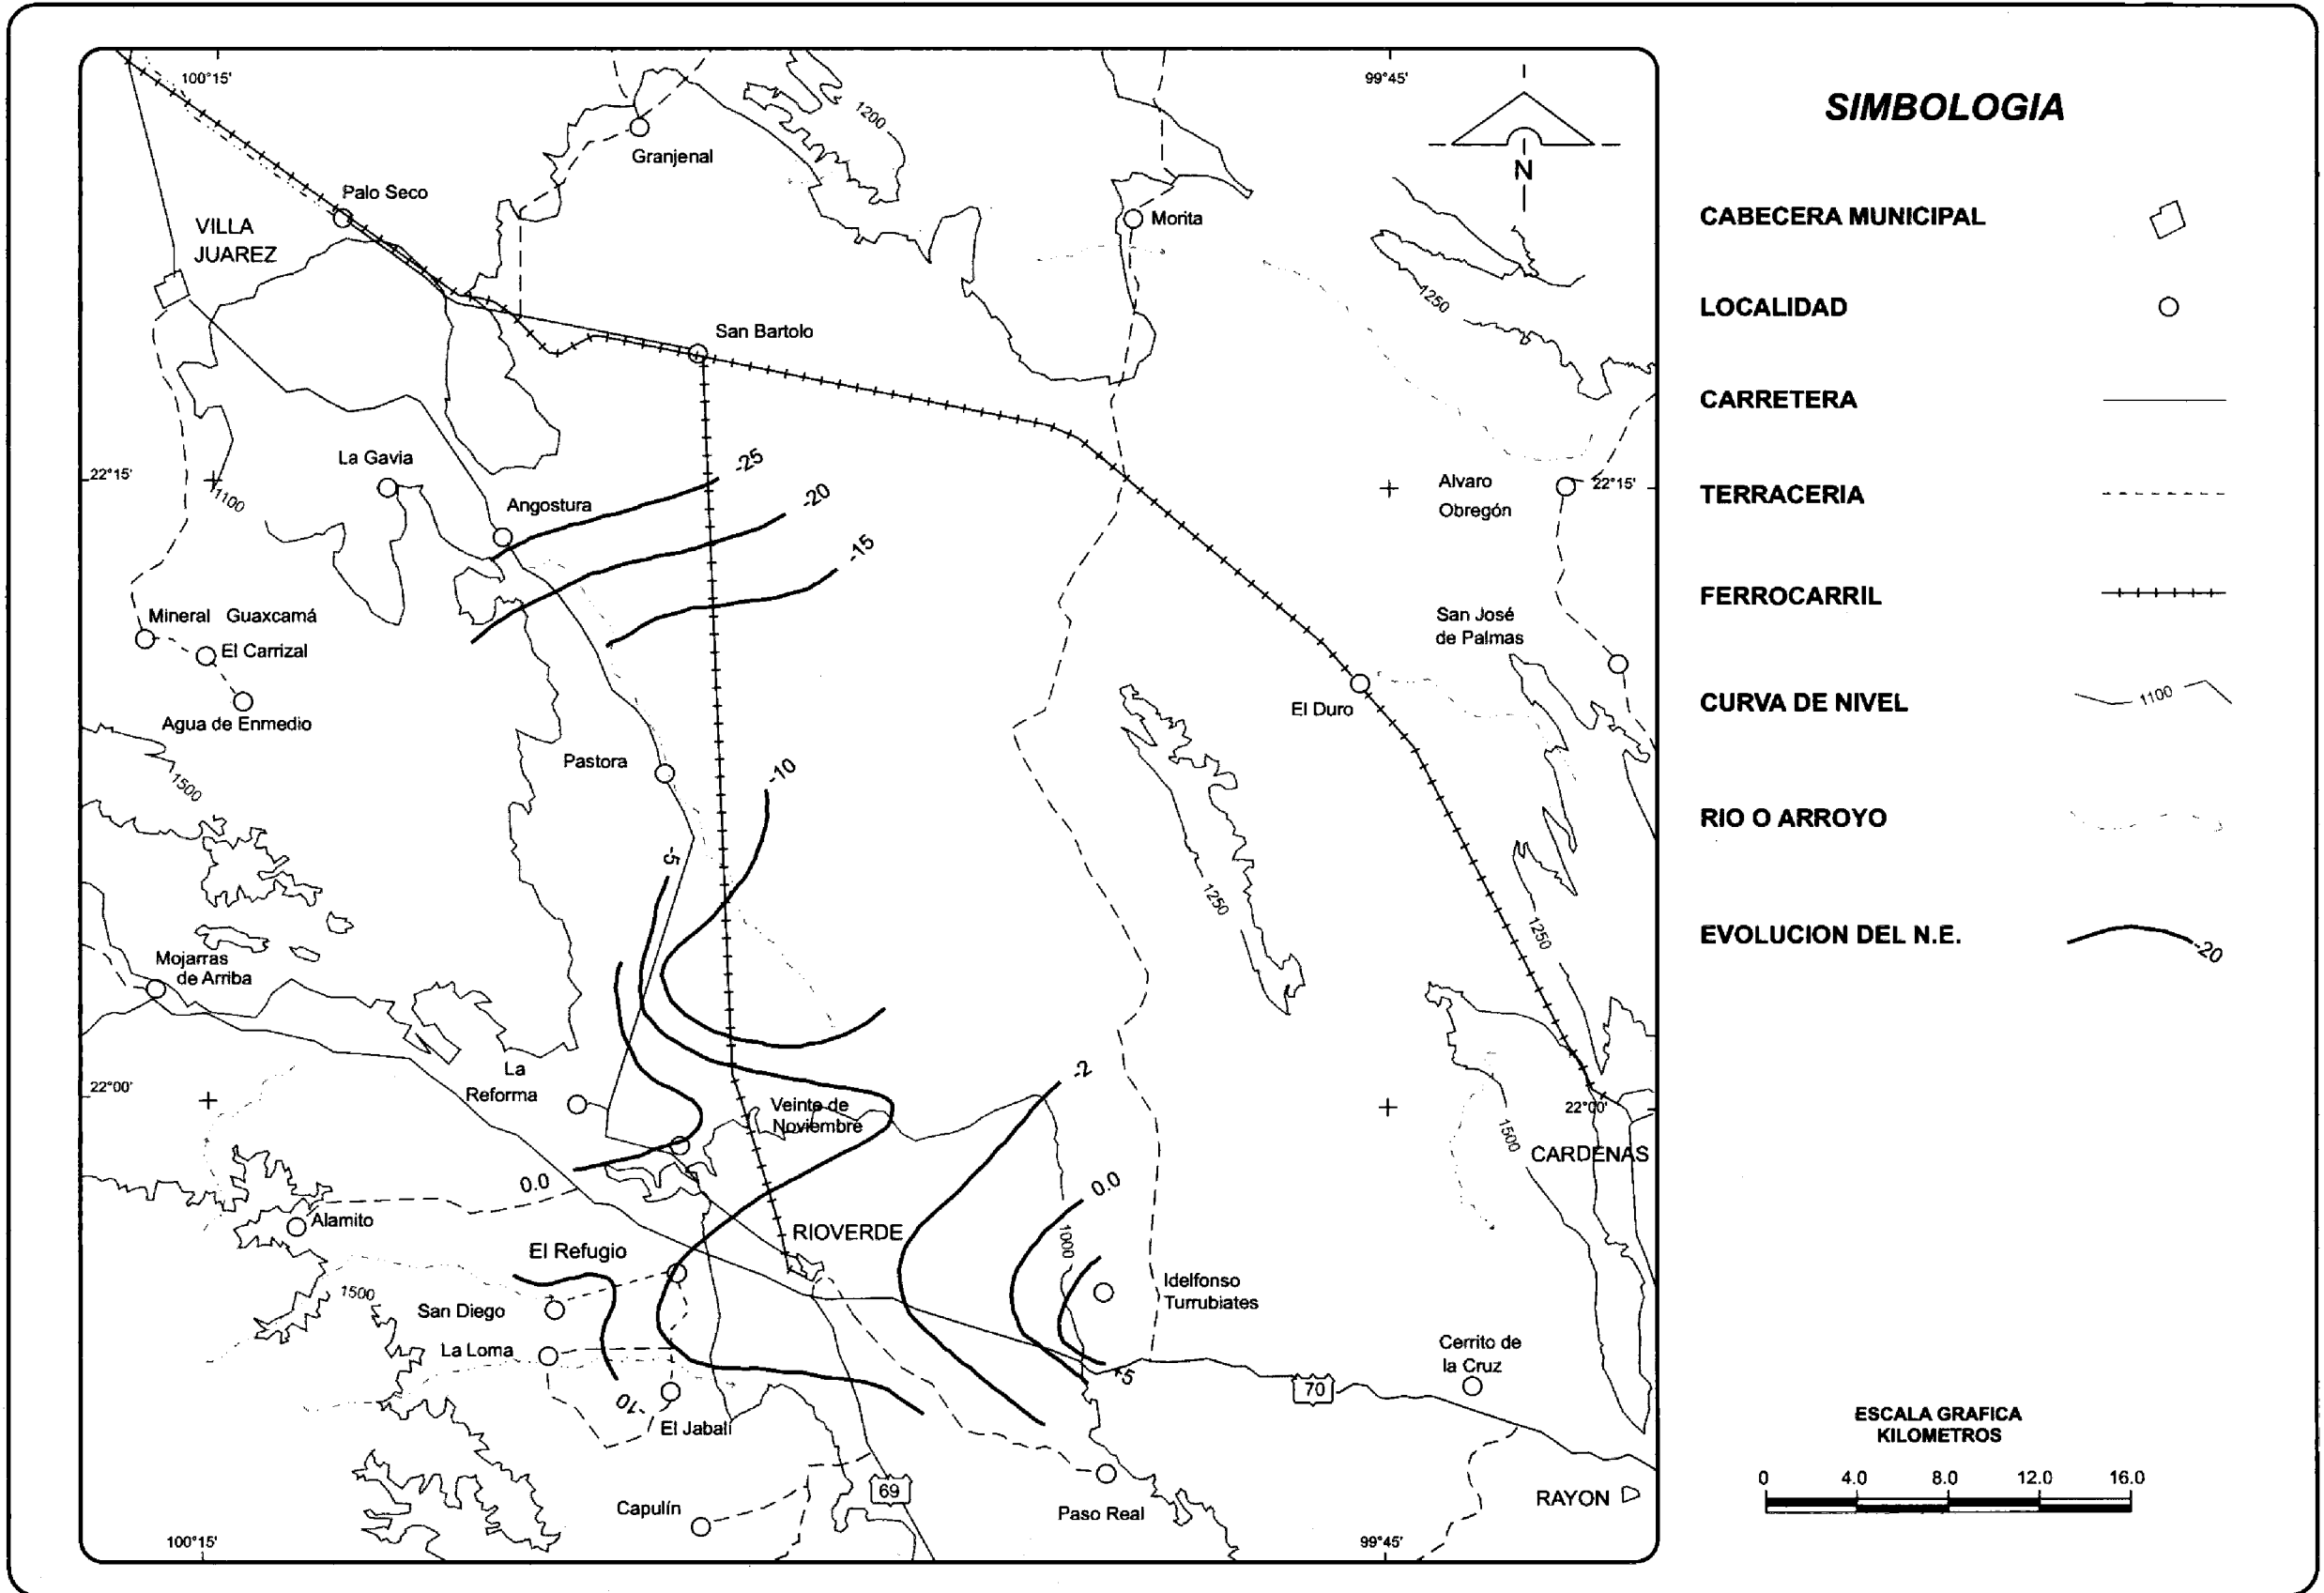 100°15'
99°45'
1200
Granjenal
N
Palo Seco
VILLA
JUAREZ
Morita
1250
San Bartolo
-25
La Gavia
22°15'
1100
-20
Angostura
-15
Alvaro
Obregón
22°15'
Mineral Guaxcamá
El Carrizal
Agua de Enmedio
San José
de Palmas
El Duro
Pastora
-10
1500
-5
1250
1250
Mojarras
de Arriba
La
Reforma
22°00'
Veinte de
Noviembre
-2
22°00'
1500
CARDENAS
0.0
0.0
Alamito
RIOVERDE
1000
El Refugio
1500
San Diego
Idelfonso
Turrubiates
La Loma
Cerrito de
la Cruz
+5
70
-10
El Jabalí
69
Capulín
Paso Real
RAYON
100°15'
99°45'
SIMBOLOGIA
CABECERA MUNICIPAL
LOCALIDAD
CARRETERA
TERRACERIA
FERROCARRIL
CURVA DE NIVEL
1100
RIO O ARROYO
EVOLUCION DEL N.E.
-20
ESCALA GRAFICA
KILOMETROS
0 4.0 8.0 12.0 16.0